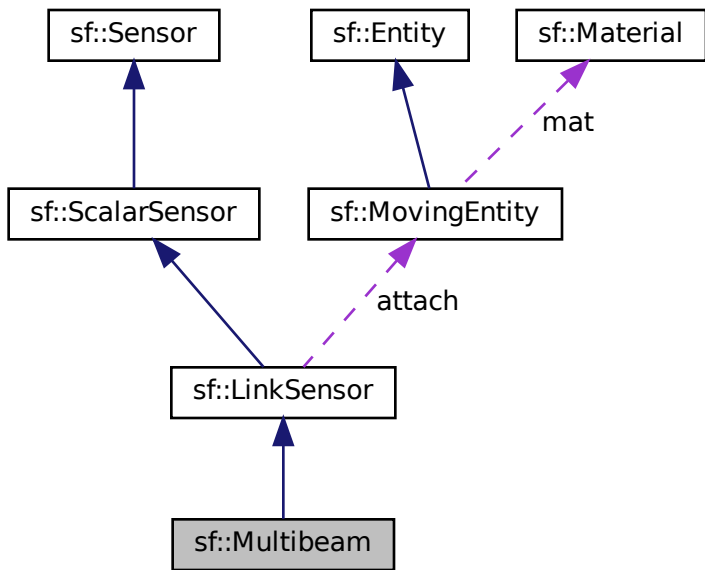 sf::Sensor
sf::Entity
sf::Material
mat
sf::ScalarSensor
sf::MovingEntity
attach
sf::LinkSensor
sf::Multibeam